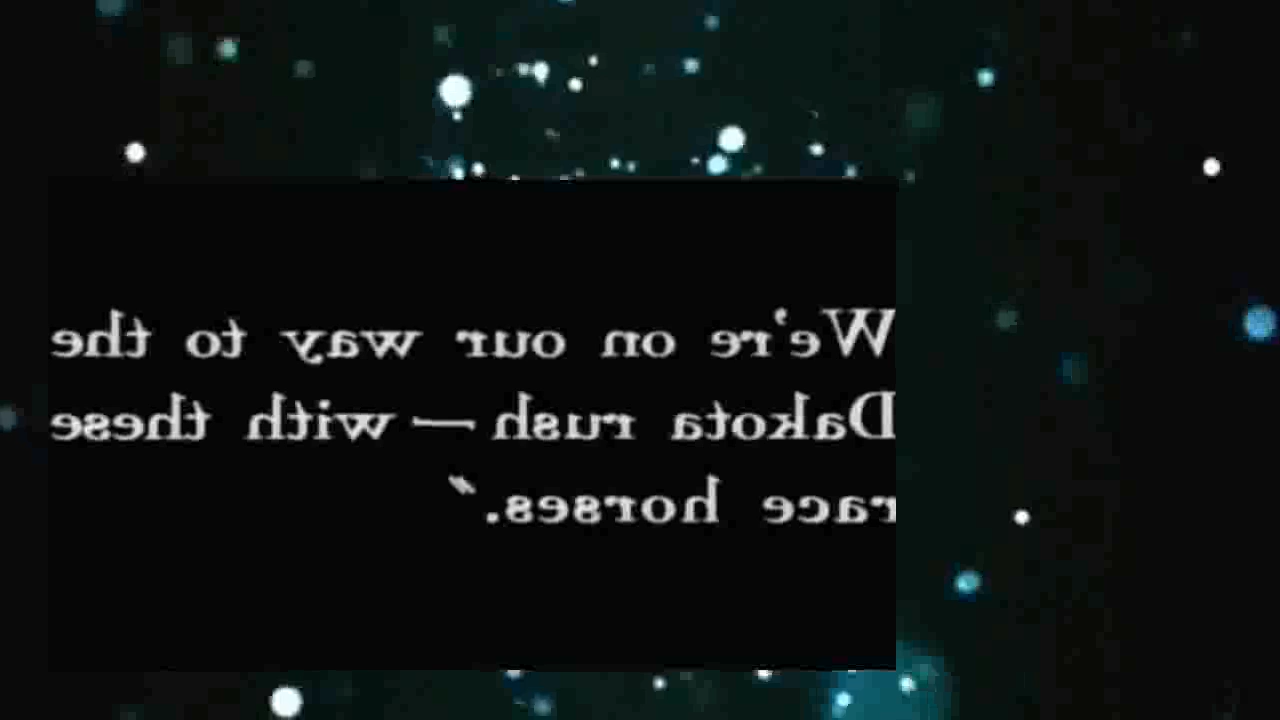 We're on our way to the
Dakota rush — with these
race horses."